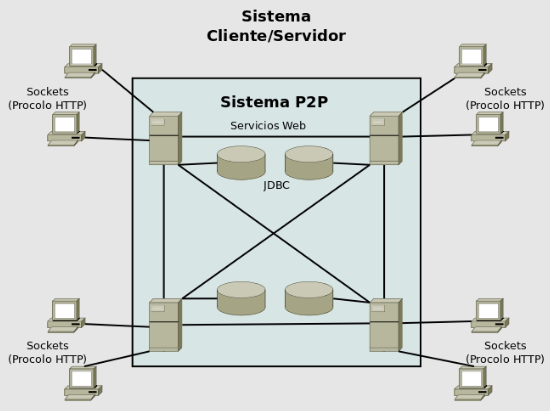 Sistema
Cliente/Servidor
Sockets
(Procolo HTTP)
Sockets
(Procolo HTTP)
Sistema P2P
Servicios Web
JDBC
Sockets
(Procolo HTTP)
Sockets
(Procolo HTTP)